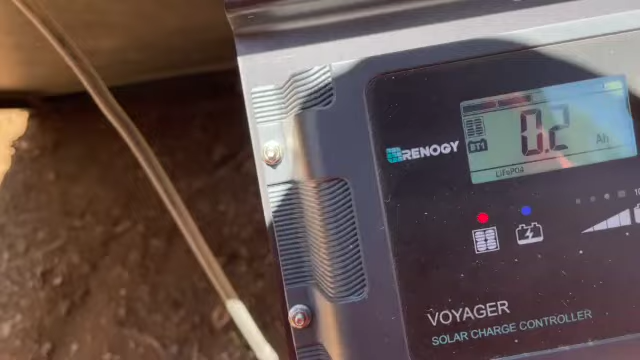 0.2
Ah
BT1
LiFePO4
RENOGY
VOYAGER
SOLAR CHARGE CONTROLLER